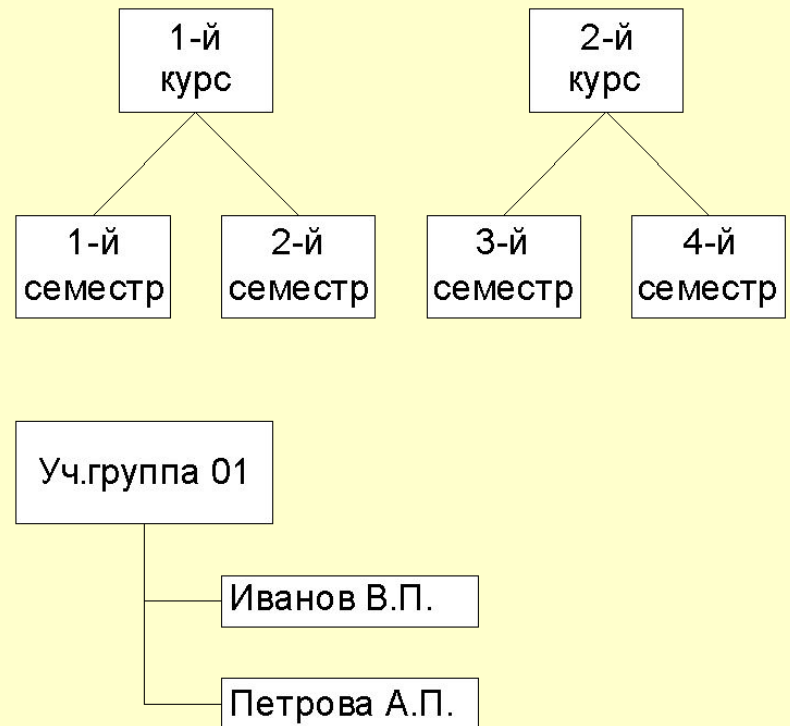 1-й
курс
2-й
курс
1-й
семестр
2-й
семестр
3-й
семестр
4-й
семестр
Уч.группа 01
Иванов В.П.
Петрова А.П.